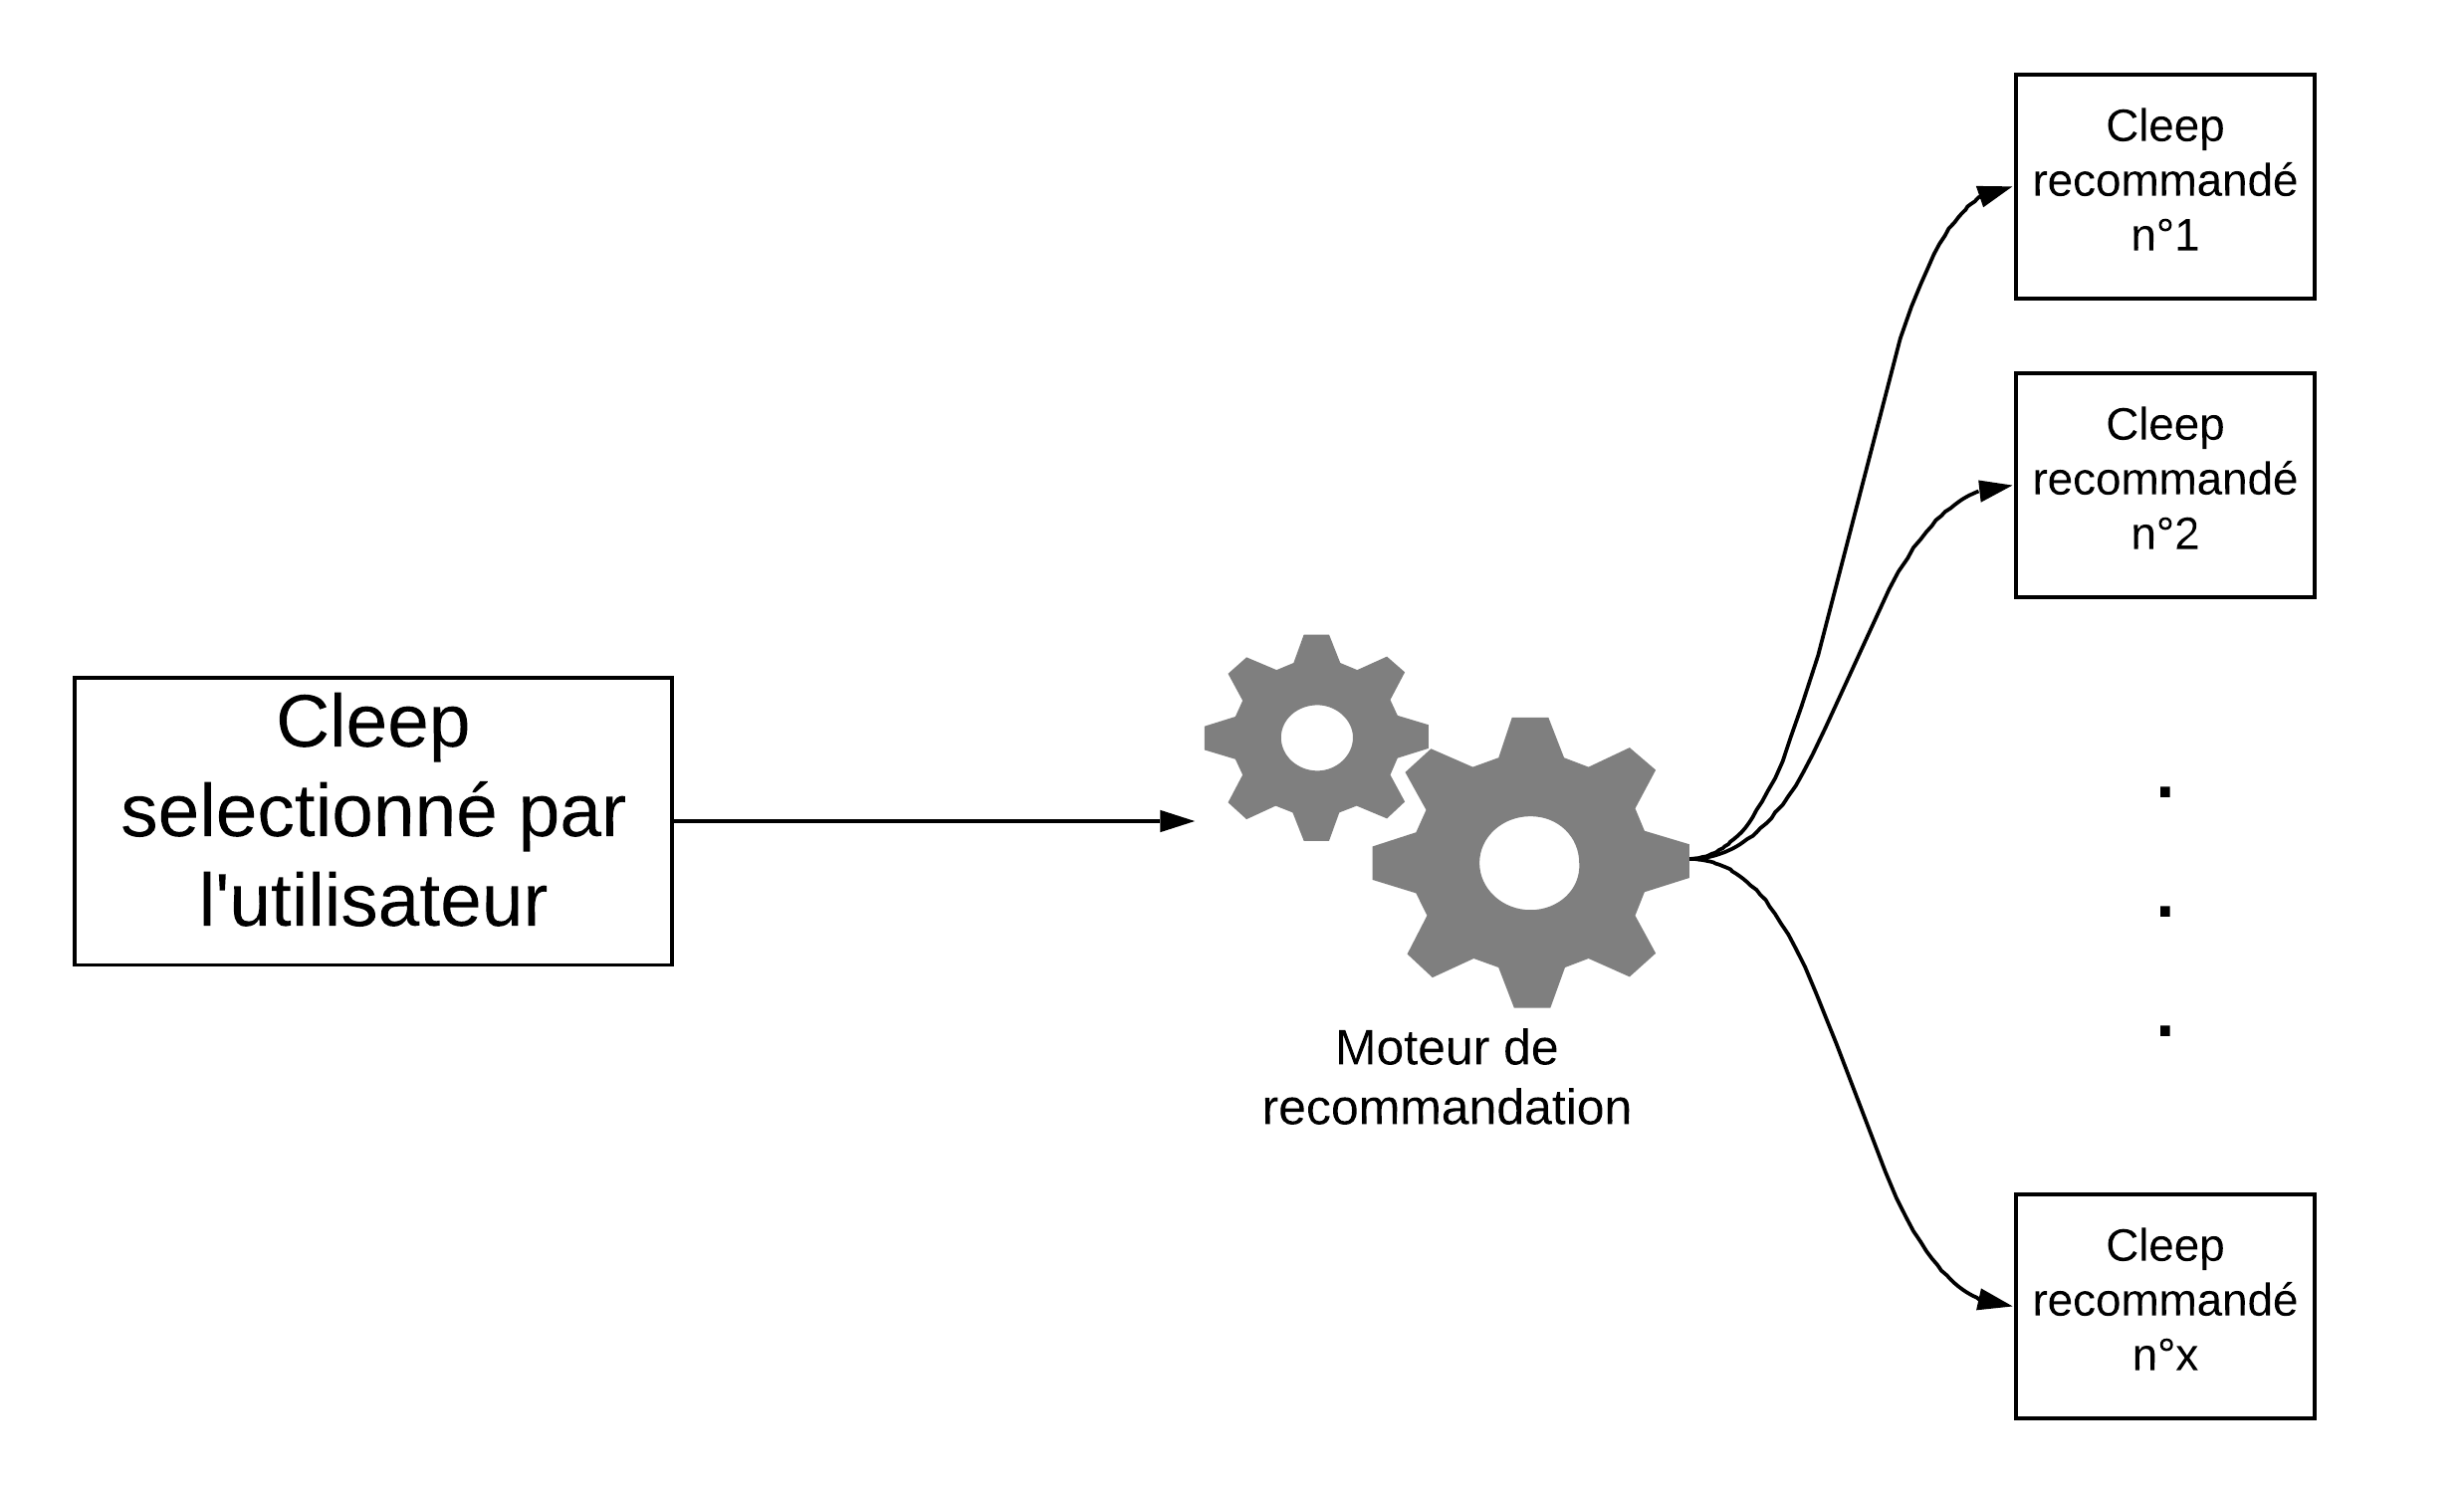 Cleep
selectionné par
l'utilisateur
Moteur de
recommandation
Cleep
recommandé
n°1
Cleep
recommandé
n°2
.
.
.
Cleep
recommandé
n°x